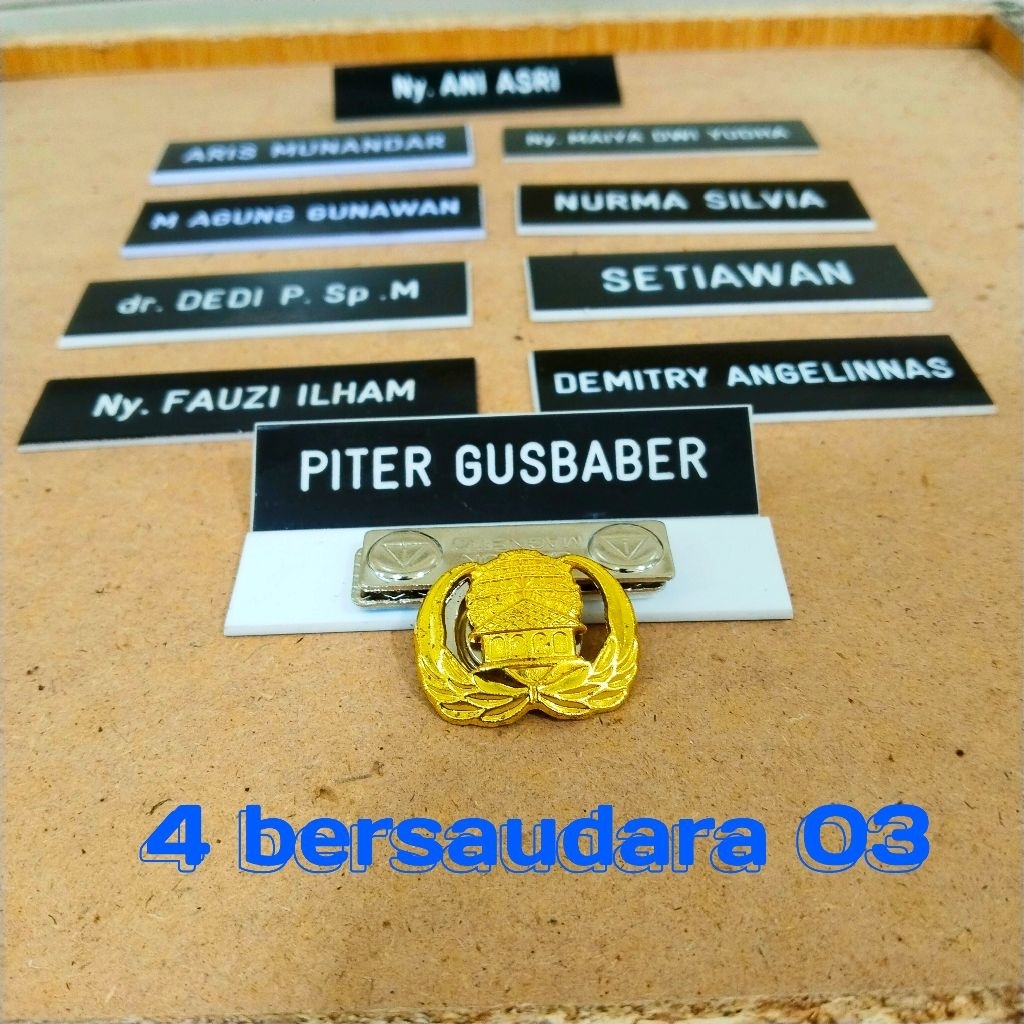 Ny. ANI ASRI
ARIS MUNANDAR
Ny. MAIYA DWI YUDHA
M AGUNG GUNAWAN
NURMA SILVIA
dr. DEDI P. Sp .M
SETIAWAN
Ny. FAUZI ILHAM
DEMITRY ANGELINNAS
PITER GUSBABER
4 bersaudara 03